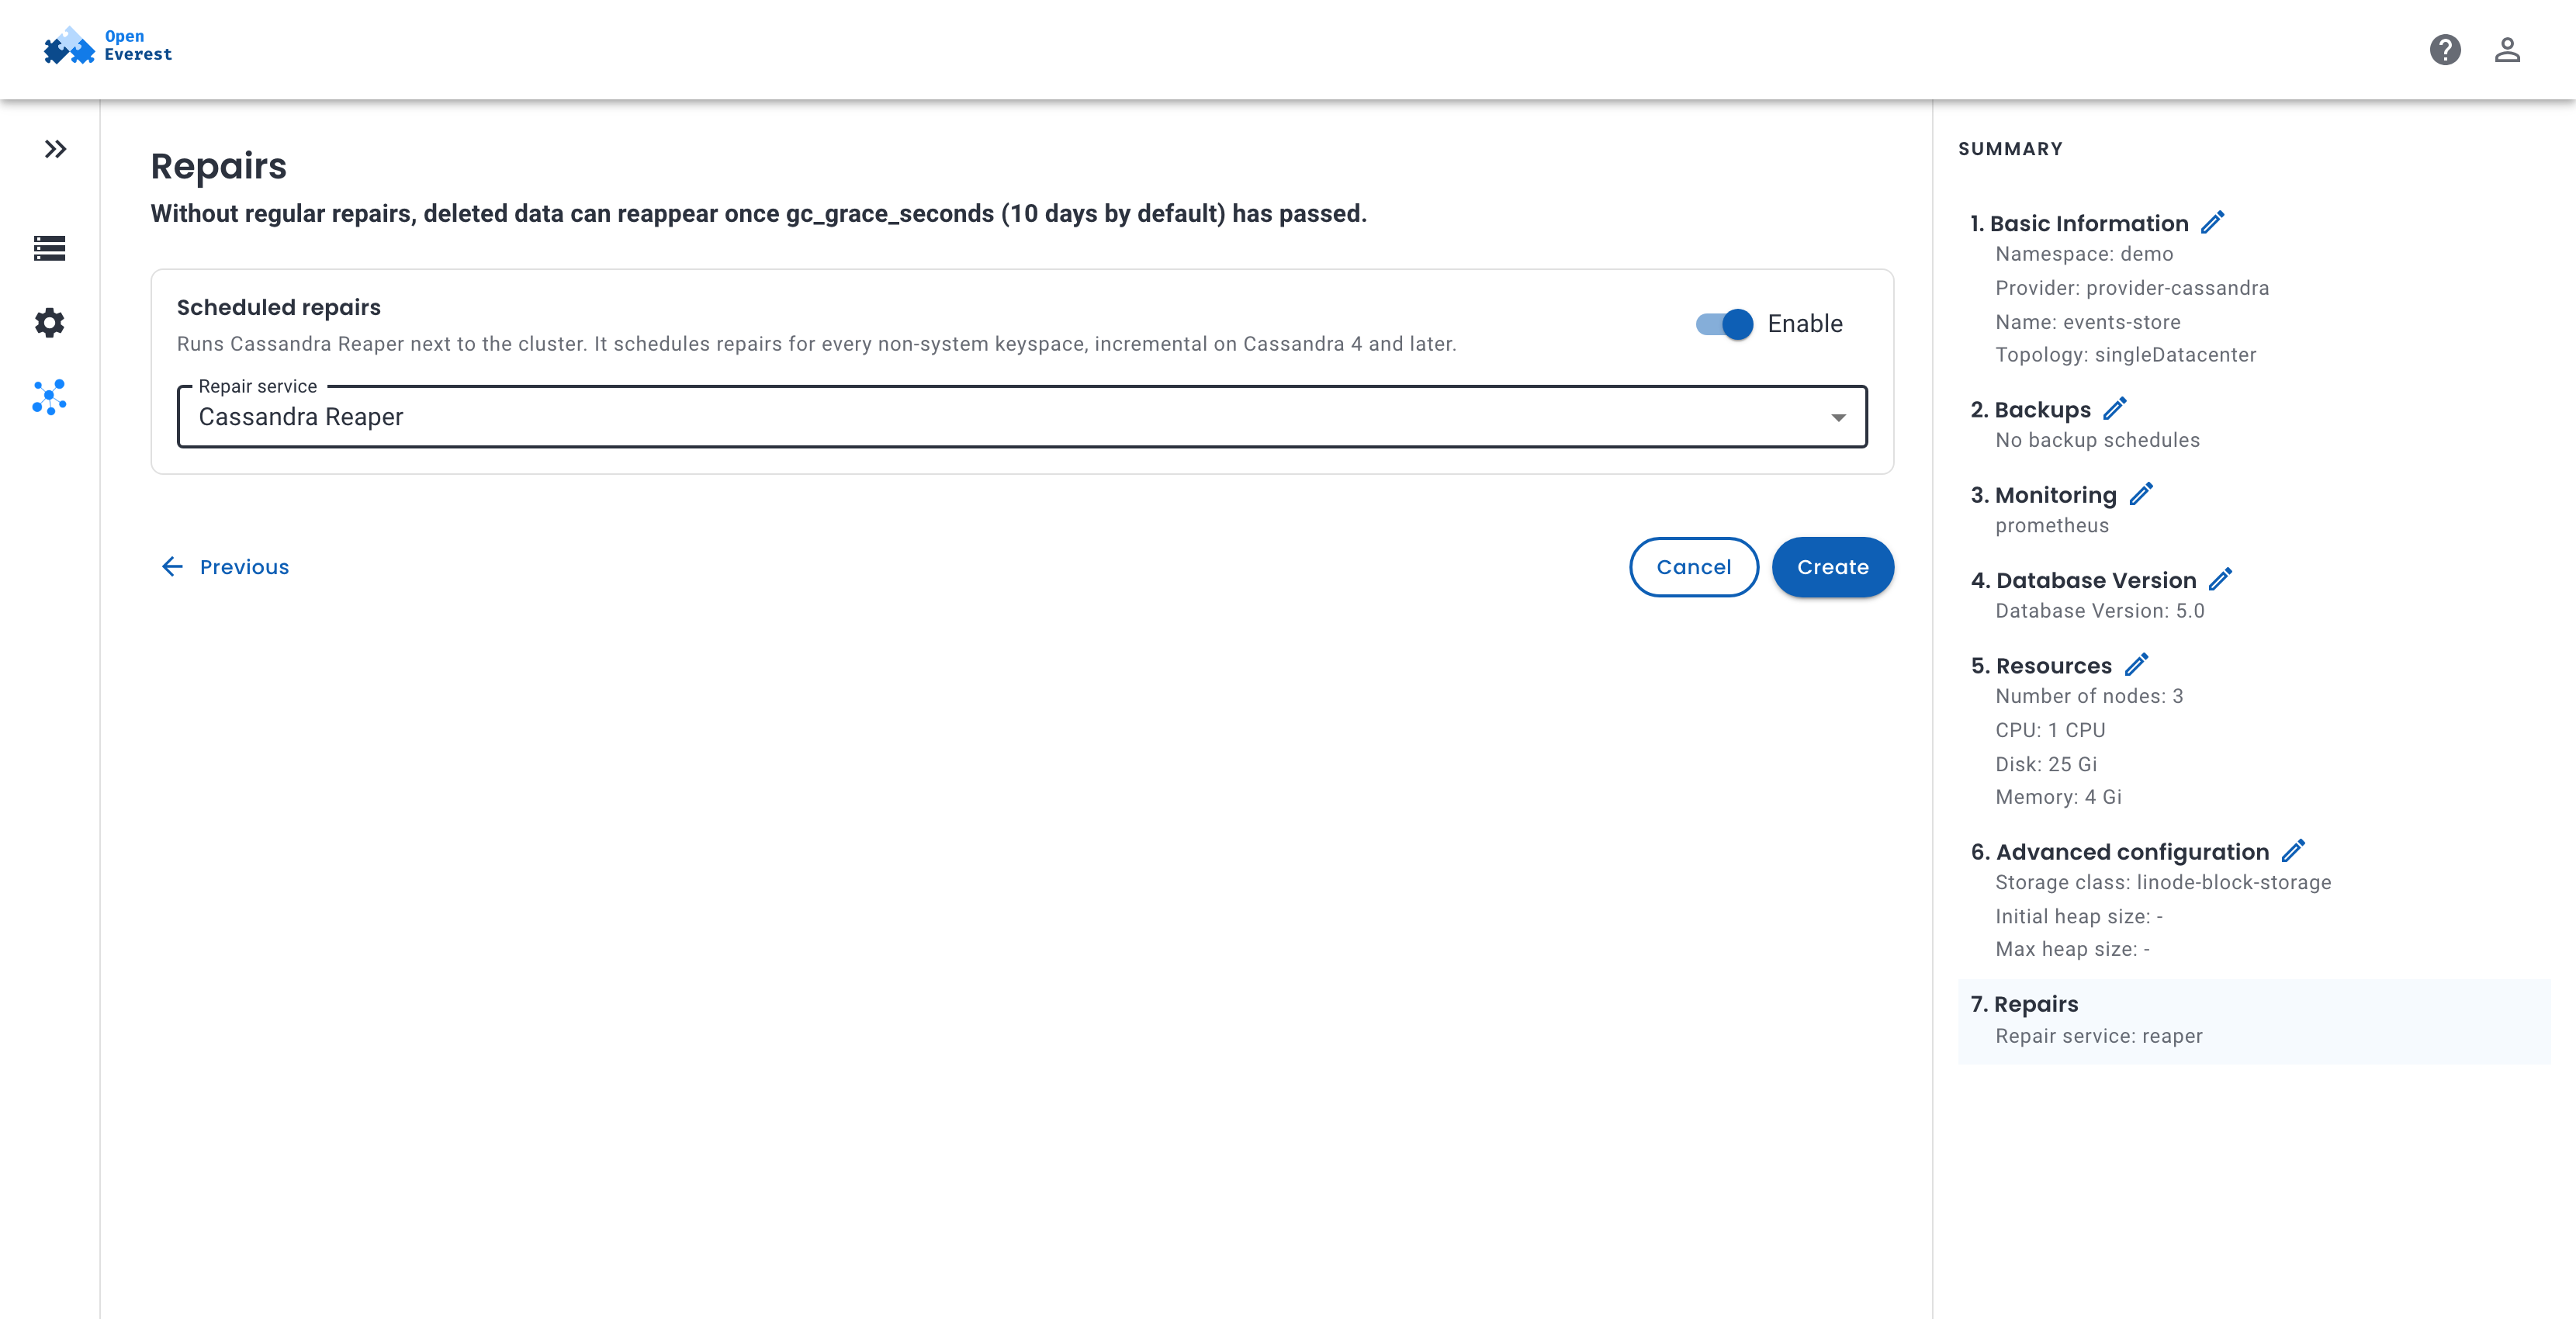 Open
Everest
Repairs
Without regular repairs, deleted data can reappear once gc_grace_seconds (10 days by default) has passed.
Scheduled repairs
Runs Cassandra Reaper next to the cluster. It schedules repairs for every non-system keyspace, incremental on Cassandra 4 and later.
Enable
Repair service
Cassandra Reaper
Previous
Cancel
Create
SUMMARY
1. Basic Information
Namespace: demo
Provider: provider-cassandra
Name: events-store
Topology: singleDatacenter
2. Backups
No backup schedules
3. Monitoring
prometheus
4. Database Version
Database Version: 5.0
5. Resources
Number of nodes: 3
CPU: 1 CPU
Disk: 25 Gi
Memory: 4 Gi
6. Advanced configuration
Storage class: linode-block-storage
Initial heap size: -
Max heap size: -
7. Repairs
Repair service: reaper